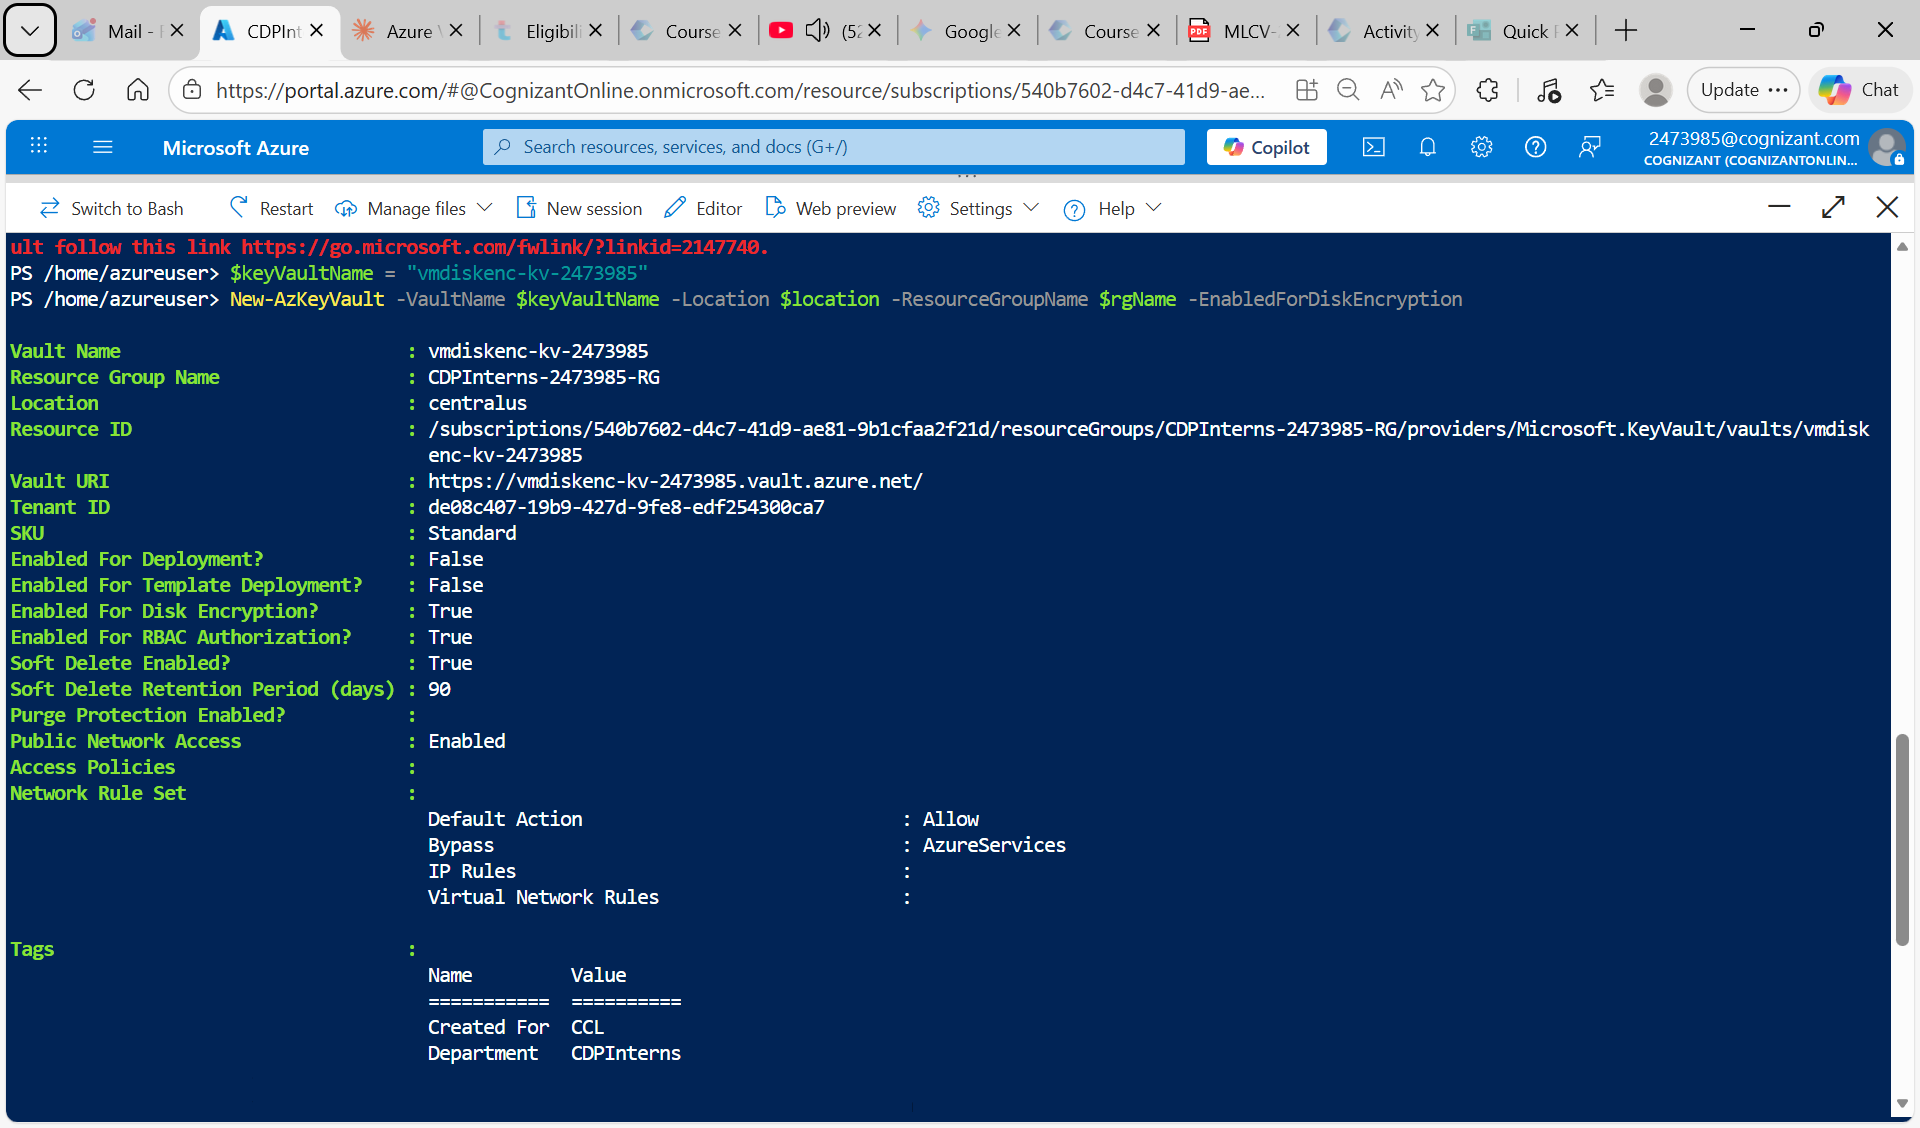 Mail -
CDPInt
Azure
Eligibili
Course
(52
Google
Course
PDF
MLCV-
Activity
Quick
https://portal.azure.com/#@CognizantOnline.onmicrosoft.com/resource/subscriptions/540b7602-d4c7-41d9-ae...
Update
Chat
Microsoft Azure
Search resources, services, and docs (G+/)
Copilot
2473985@cognizant.com
COGNIZANT (COGNIZANTONLIN...
Switch to Bash
Restart
Manage files
New session
Editor
Web preview
Settings
Help
ult follow this link https://go.microsoft.com/fwlink/?linkid=2147740.
PS /home/azureuser> $keyVaultName = "vmdiskenc-kv-2473985"
PS /home/azureuser> New-AzKeyVault -VaultName $keyVaultName -Location $location -ResourceGroupName $rgName -EnabledForDiskEncryption
Vault Name : vmdiskenc-kv-2473985
Resource Group Name : CDPInterns-2473985-RG
Location : centralus
Resource ID : /subscriptions/540b7602-d4c7-41d9-ae81-9b1cfaa2f21d/resourceGroups/CDPInterns-2473985-RG/providers/Microsoft.KeyVault/vaults/vmdisk
enc-kv-2473985
Vault URI : https://vmdiskenc-kv-2473985.vault.azure.net/
Tenant ID : de08c407-19b9-427d-9fe8-edf254300ca7
SKU : Standard
Enabled For Deployment? : False
Enabled For Template Deployment? : False
Enabled For Disk Encryption? : True
Enabled For RBAC Authorization? : True
Soft Delete Enabled? : True
Soft Delete Retention Period (days) : 90
Purge Protection Enabled? :
Public Network Access : Enabled
Access Policies :
Network Rule Set :
Default Action : Allow
Bypass : AzureServices
IP Rules :
Virtual Network Rules :
Tags :
Name Value
=========== ==========
Created For CCL
Department CDPInterns